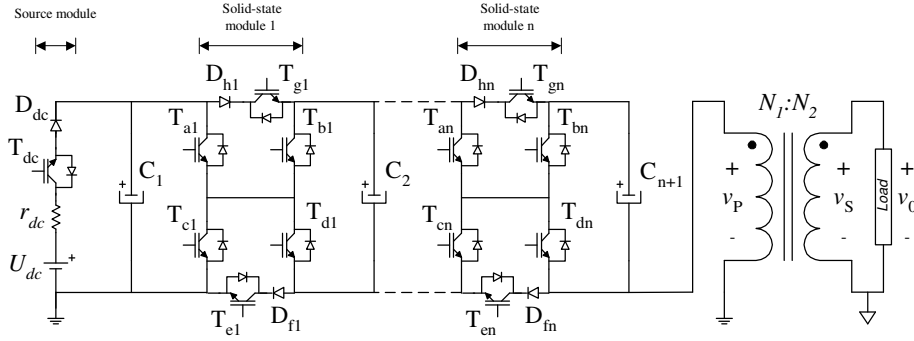 Source module
Solid-state
module 1
Solid-state
module n
D_dc
T_dc
r_dc
U_dc
+
+
C_1
D_h1
T_g1
T_a1
T_b1
T_c1
T_d1
T_e1
D_f1
+
C_2
D_hn
T_gn
T_an
T_bn
T_cn
T_dn
T_en
D_fn
+
C_n+1
N_1:N_2
+
v_P
-
+
v_S
-
Load
+
v_0
-